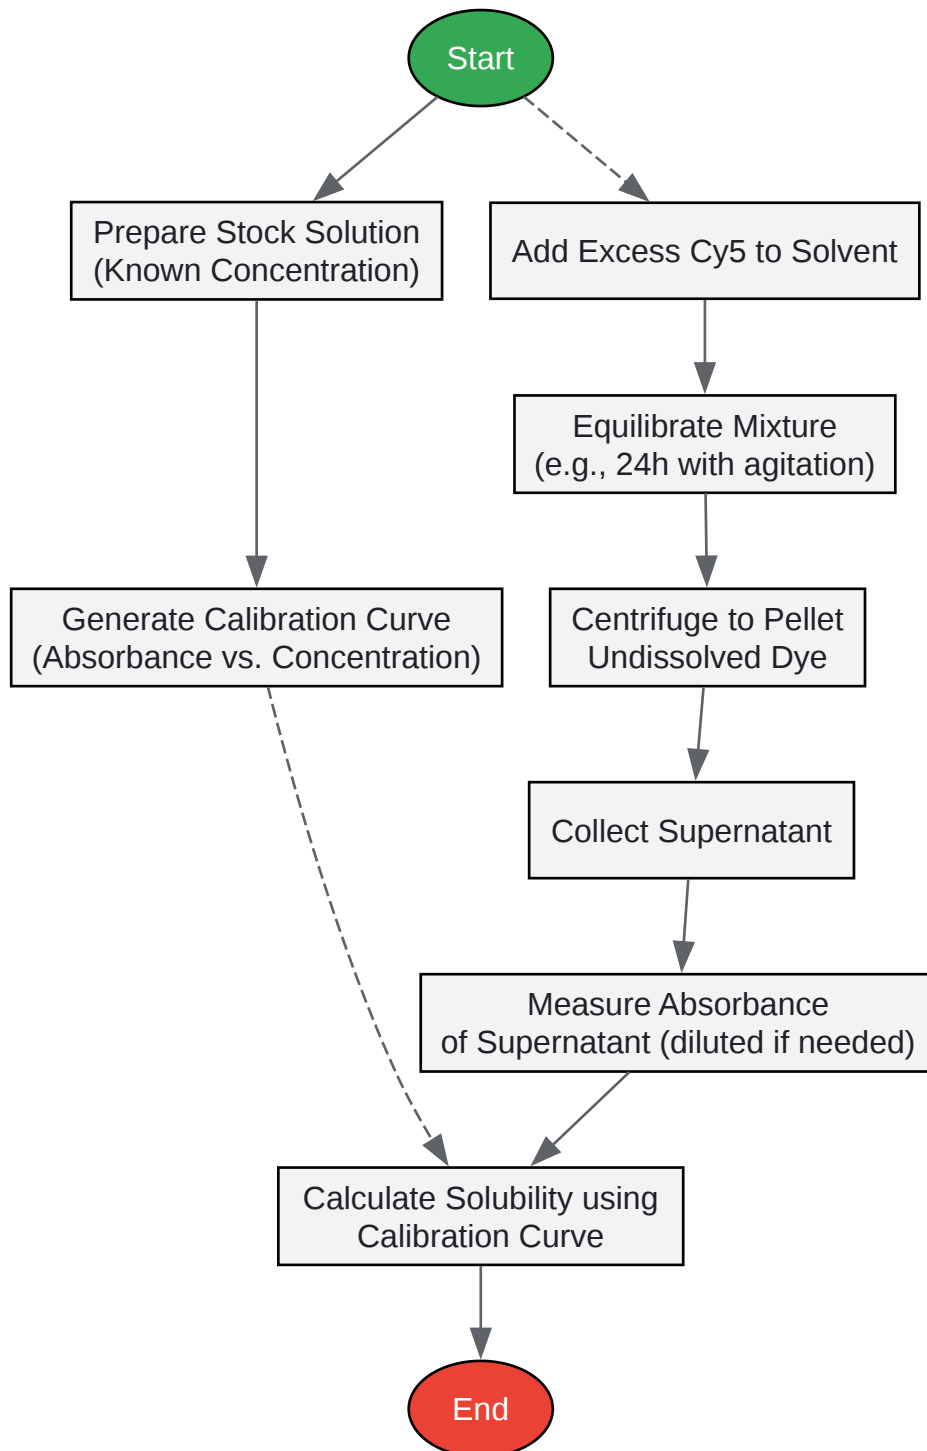 Start
Prepare Stock Solution
(Known Concentration)
Add Excess Cy5 to Solvent
Equilibrate Mixture
(e.g., 24h with agitation)
Generate Calibration Curve
(Absorbance vs. Concentration)
Centrifuge to Pellet
Undissolved Dye
Collect Supernatant
Measure Absorbance
of Supernatant (diluted if needed)
Calculate Solubility using
Calibration Curve
End